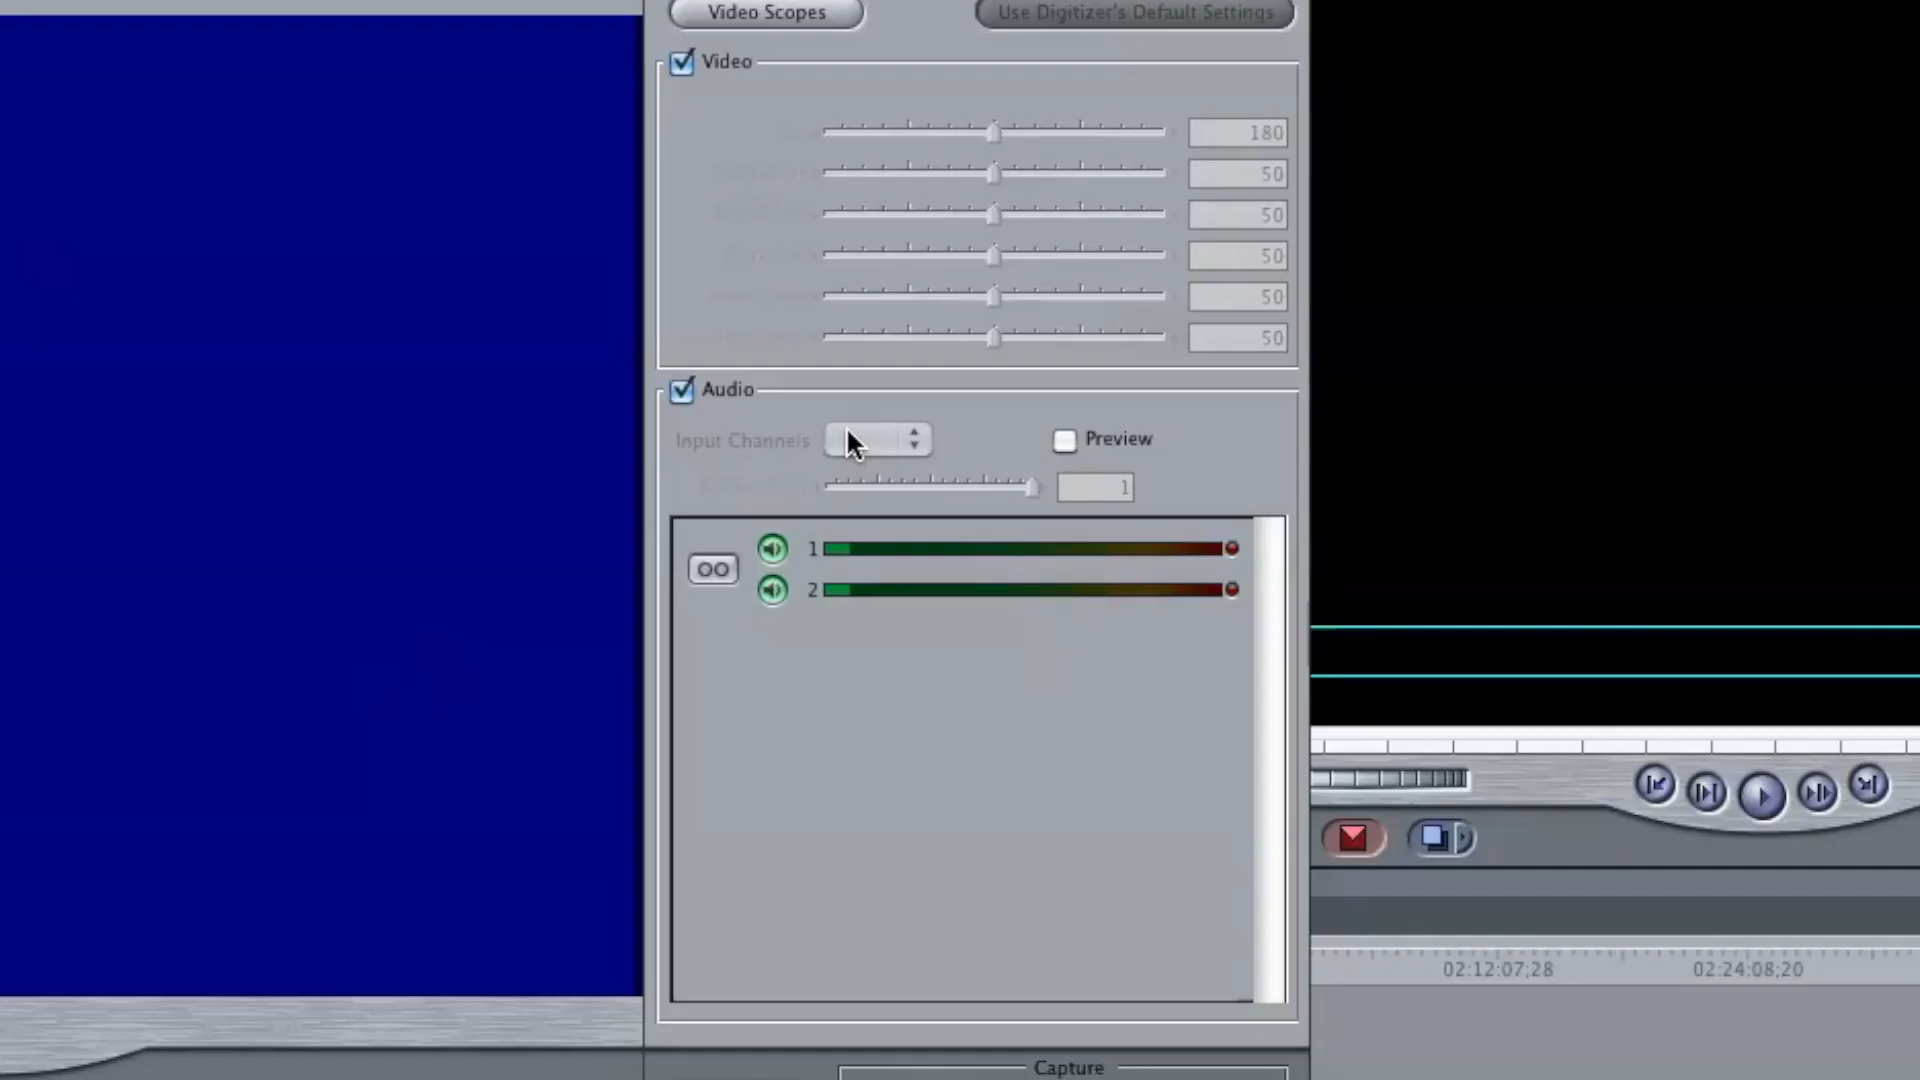 Video Scopes
Use Digitizer's Default Settings
Video
180
50
50
50
50
50
Audio
Input Channels
Preview
1
1
2
02:12:07;28
02:24:08;20
Capture